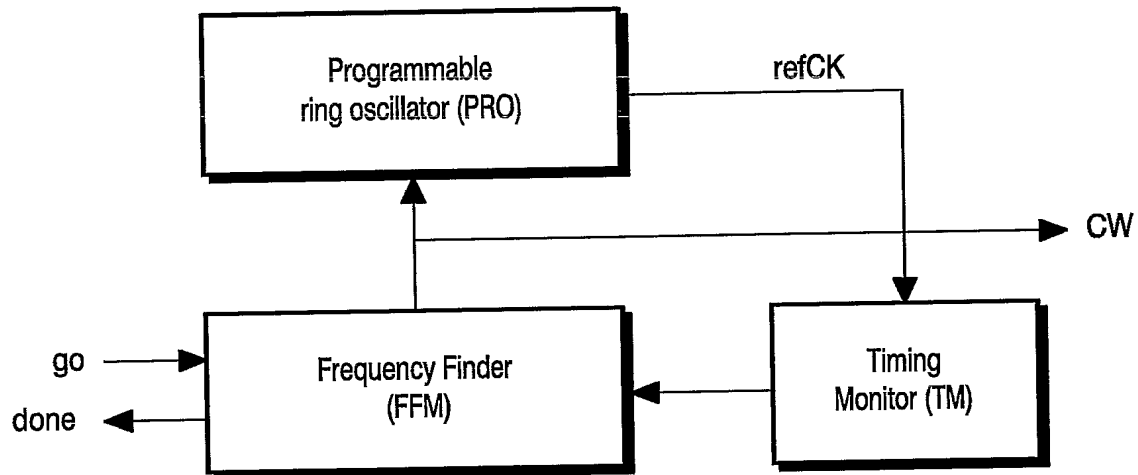 Programmable
ring oscillator (PRO)
refCK
CW
go
done
Frequency Finder
(FFM)
Timing
Monitor (TM)